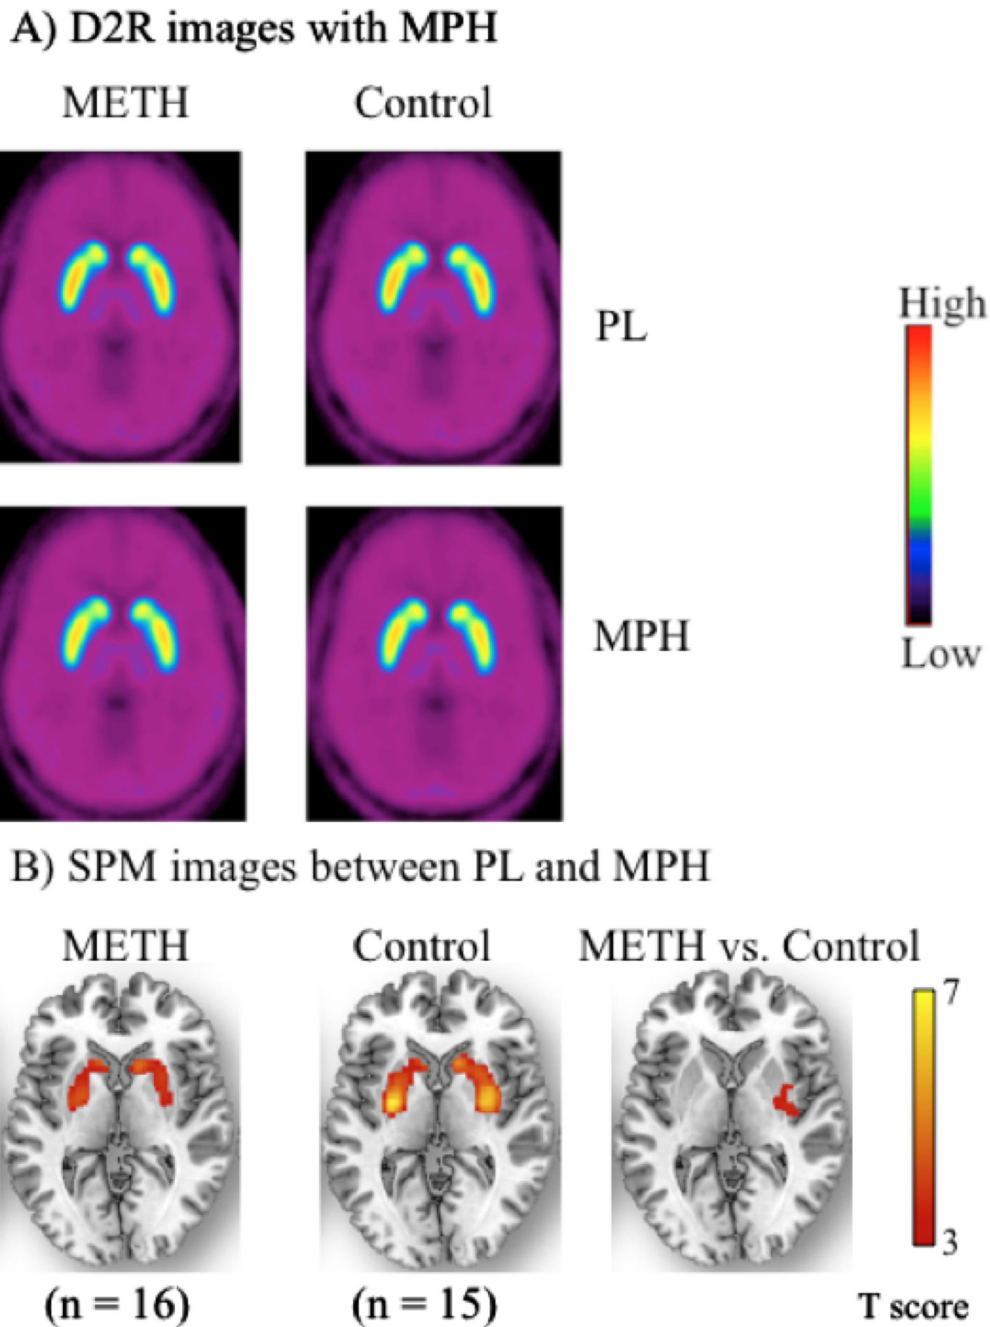 A) D2R images with MPH
METH Control
PL
High
Low
MPH
B) SPM images between PL and MPH
METH Control METH vs. Control
7
3
(n = 16) (n = 15) T score